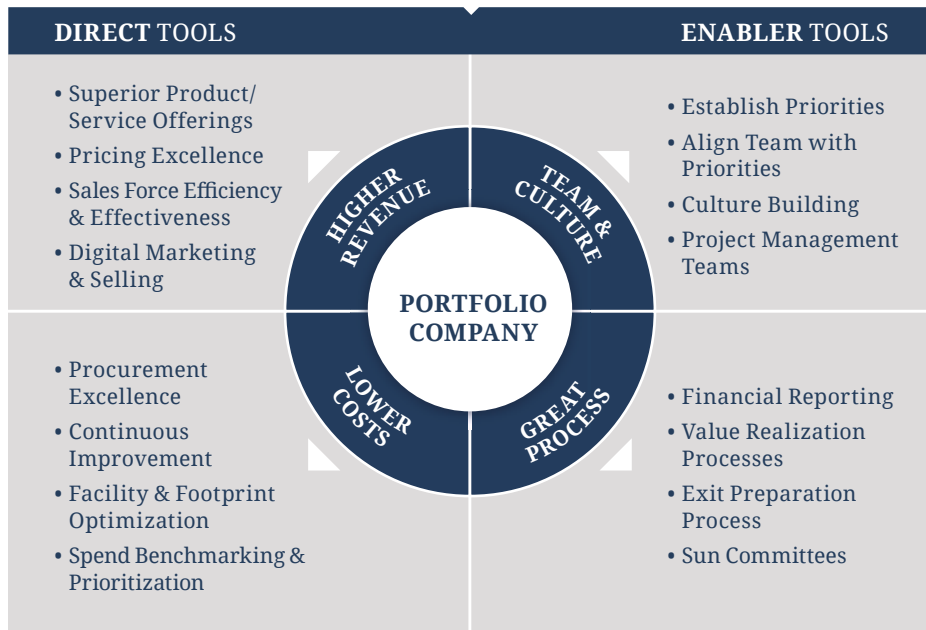 DIRECT TOOLS
ENABLER TOOLS
• Superior Product/
Service Offerings
• Pricing Excellence
• Sales Force Efficiency
& Effectiveness
• Digital Marketing
& Selling
• Establish Priorities
• Align Team with
Priorities
• Culture Building
• Project Management
Teams
HIGHER
REVENUE
TEAM &
CULTURE
PORTFOLIO
COMPANY
LOWER
COSTS
GREAT
PROCESS
• Procurement
Excellence
• Continuous
Improvement
• Facility & Footprint
Optimization
• Spend Benchmarking &
Prioritization
• Financial Reporting
• Value Realization
Processes
• Exit Preparation
Process
• Sun Committees